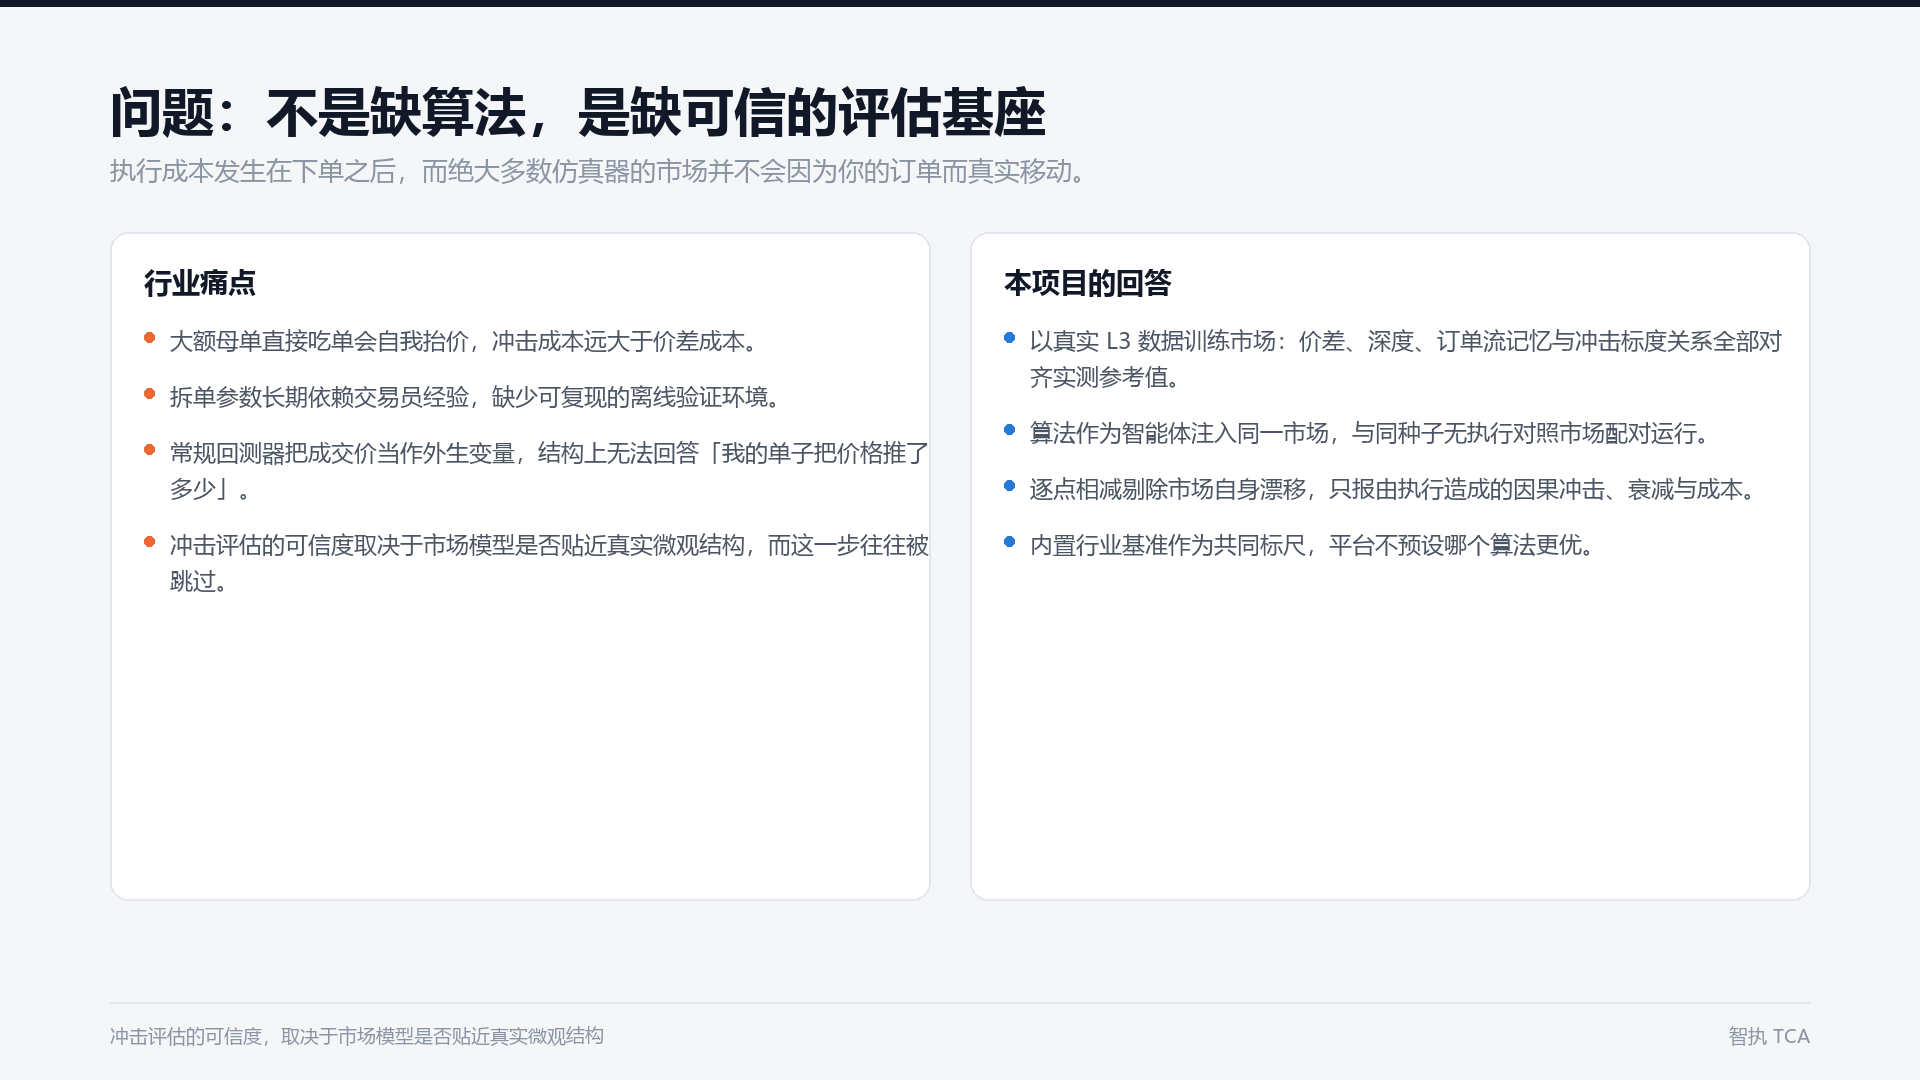 问题：不是缺算法，是缺可信的评估基座
执行成本发生在下单之后，而绝大多数仿真器的市场并不会因为你的订单而真实移动。
行业痛点
大额母单直接吃单会自我抬价，冲击成本远大于价差成本。
拆单参数长期依赖交易员经验，缺少可复现的离线验证环境。
常规回测器把成交价当作外生变量，结构上无法回答「我的单子把价格推了
多少」。
冲击评估的可信度取决于市场模型是否贴近真实微观结构，而这一步往往被
跳过。
本项目的回答
以真实 L3 数据训练市场：价差、深度、订单流记忆与冲击标度关系全部对
齐实测参考值。
算法作为智能体注入同一市场，与同种子无执行对照市场配对运行。
逐点相减剔除市场自身漂移，只报由执行造成的因果冲击、衰减与成本。
内置行业基准作为共同标尺，平台不预设哪个算法更优。
冲击评估的可信度，取决于市场模型是否贴近真实微观结构
智执 TCA